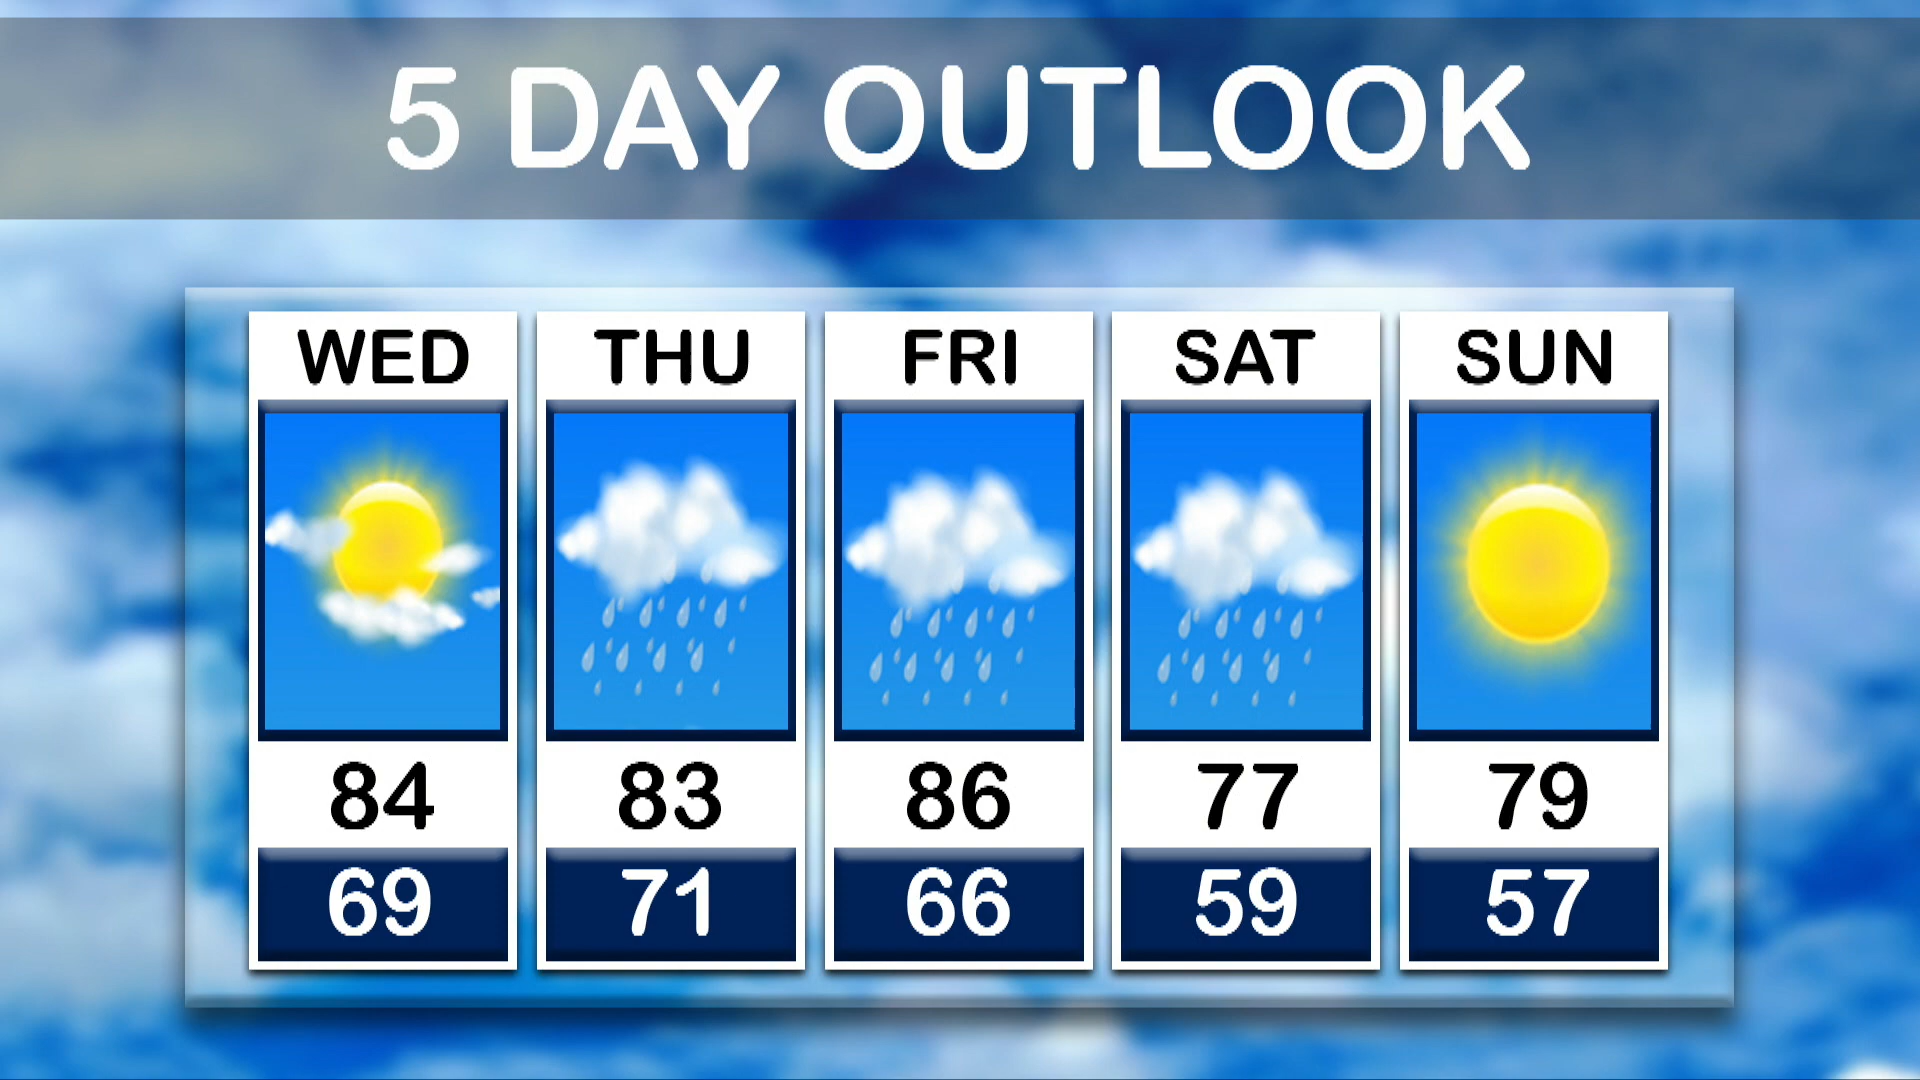 5 DAY OUTLOOK
WED THU FRI SAT SUN
84 83 86 77 79
69 71 66 59 57